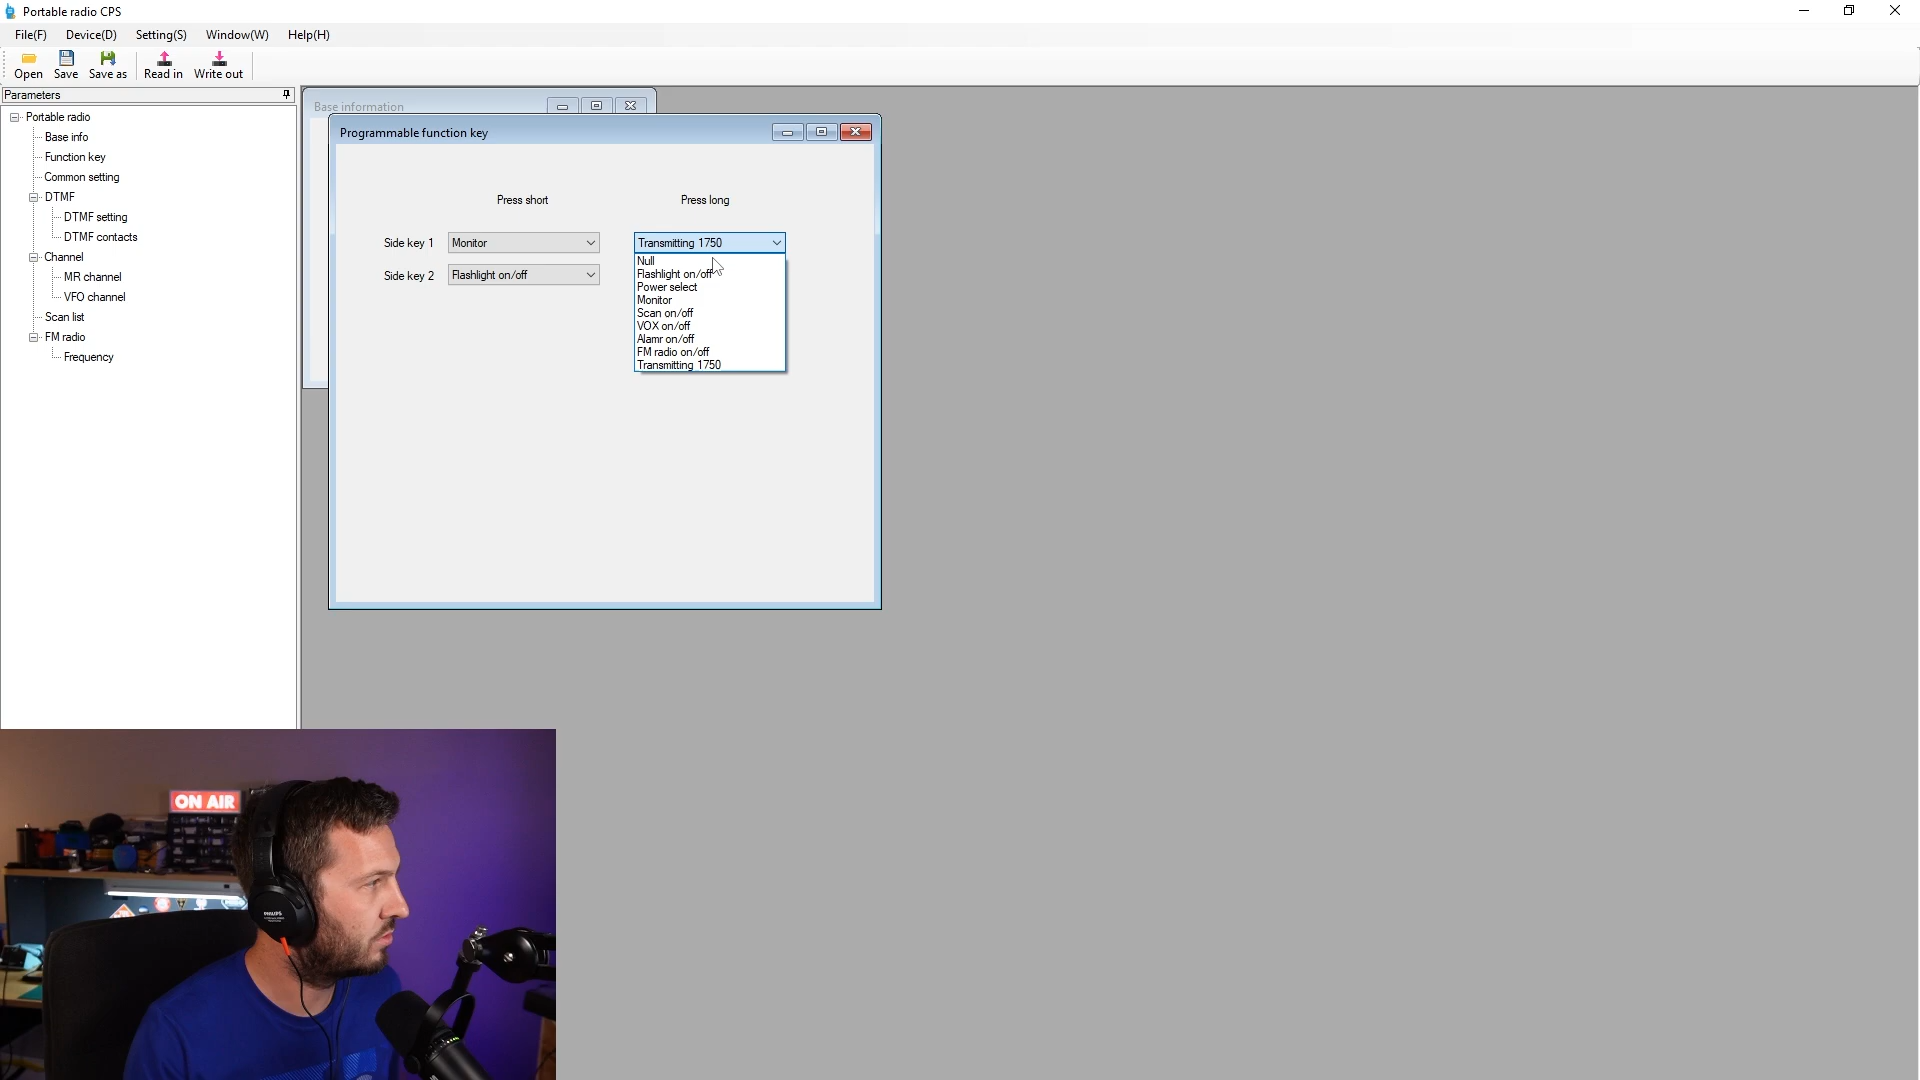 Portable radio CPS
File(F) Device(D) Setting(S) Window(W) Help(H)
Open Save Save as Read in Write out
Parameters
Portable radio
Base info
Function key
Common setting
DTMF
DTMF setting
DTMF contacts
Channel
MR channel
VFO channel
Scan list
FM radio
Frequency
Base information
Programmable function key
Press short Press long
Side key 1 Monitor Transmitting 1750
Side key 2 Flashlight on/off
Null
Flashlight on/off
Power select
Monitor
Scan on/off
VOX on/off
Alamr on/off
FM radio on/off
Transmitting 1750
ON AIR
PHILIPS